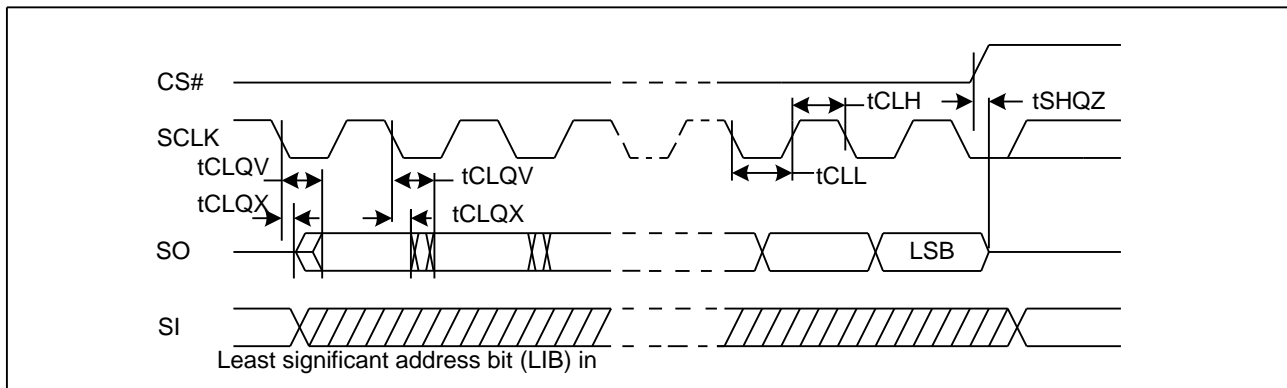 CS#
tCLH
tSHQZ
SCLK
tCLQV
tCLQV
tCLL
tCLQX
tCLQX
SO
LSB
SI
Least significant address bit (LIB) in